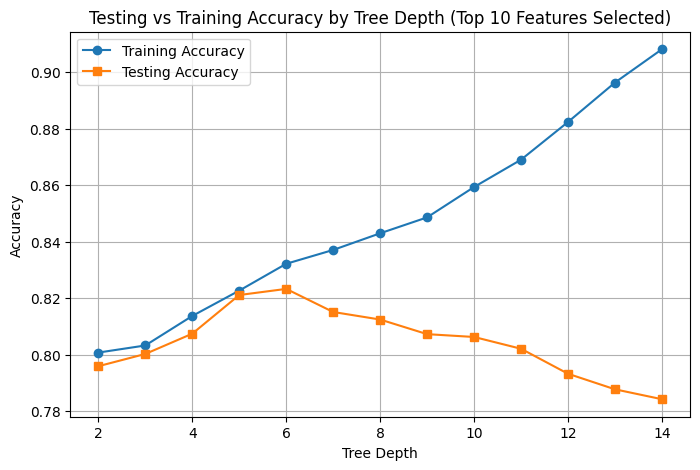 Testing vs Training Accuracy by Tree Depth (Top 10 Features Selected)
Training Accuracy
Testing Accuracy
Accuracy
0.90
0.88
0.86
0.84
0.82
0.80
0.78
2 4 6 8 10 12 14
Tree Depth